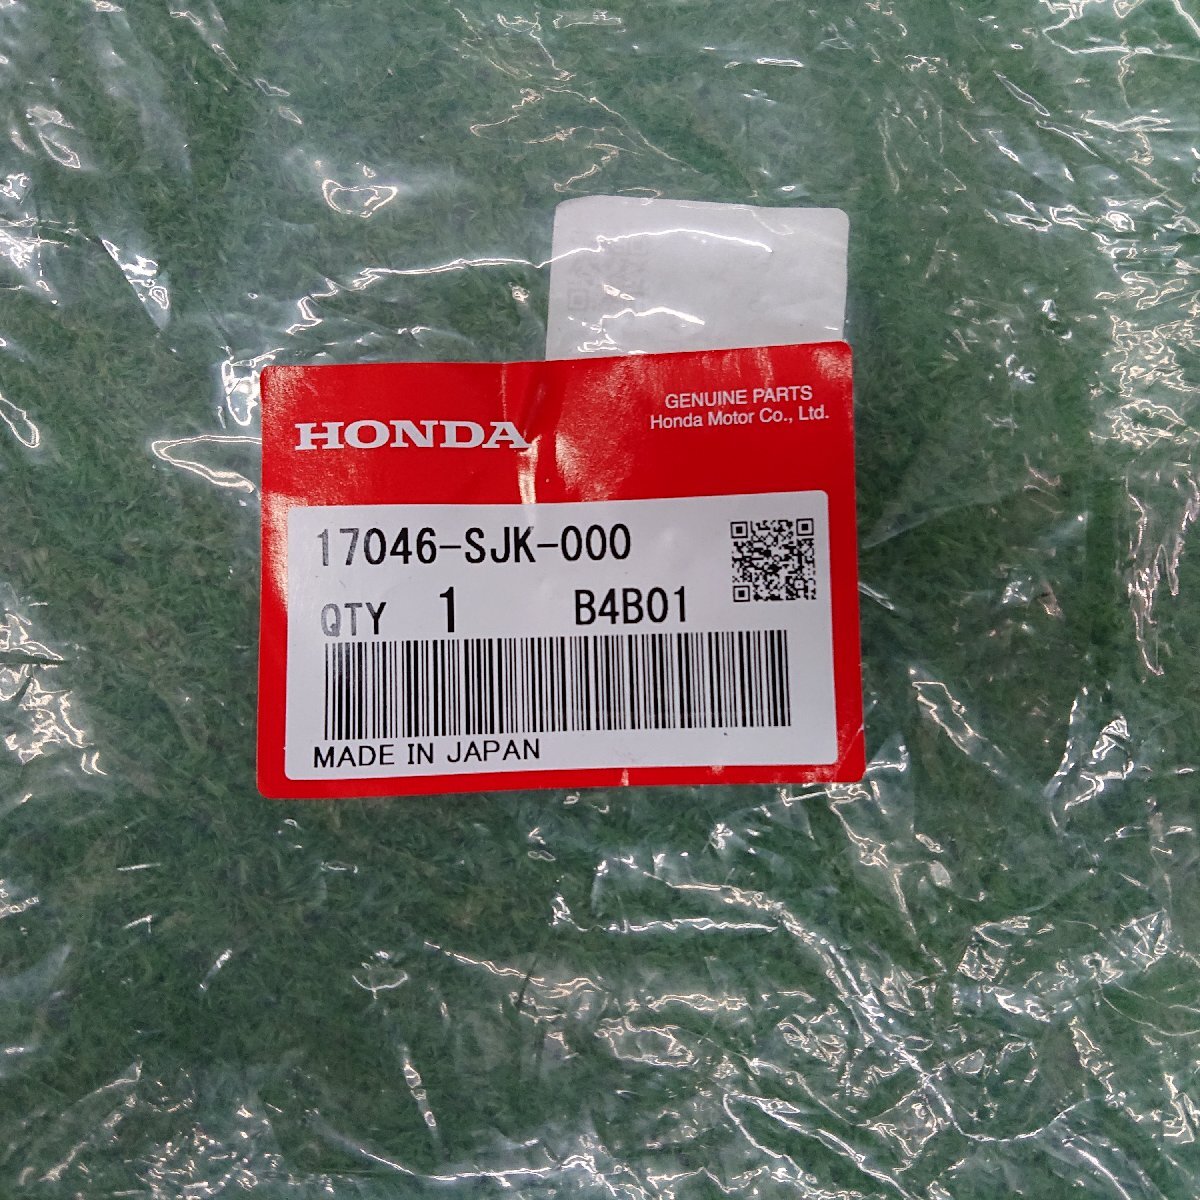 HONDA
GENUINE PARTS
Honda Motor Co., Ltd.
17046-SJK-000
QTY 1 B4B01
MADE IN JAPAN